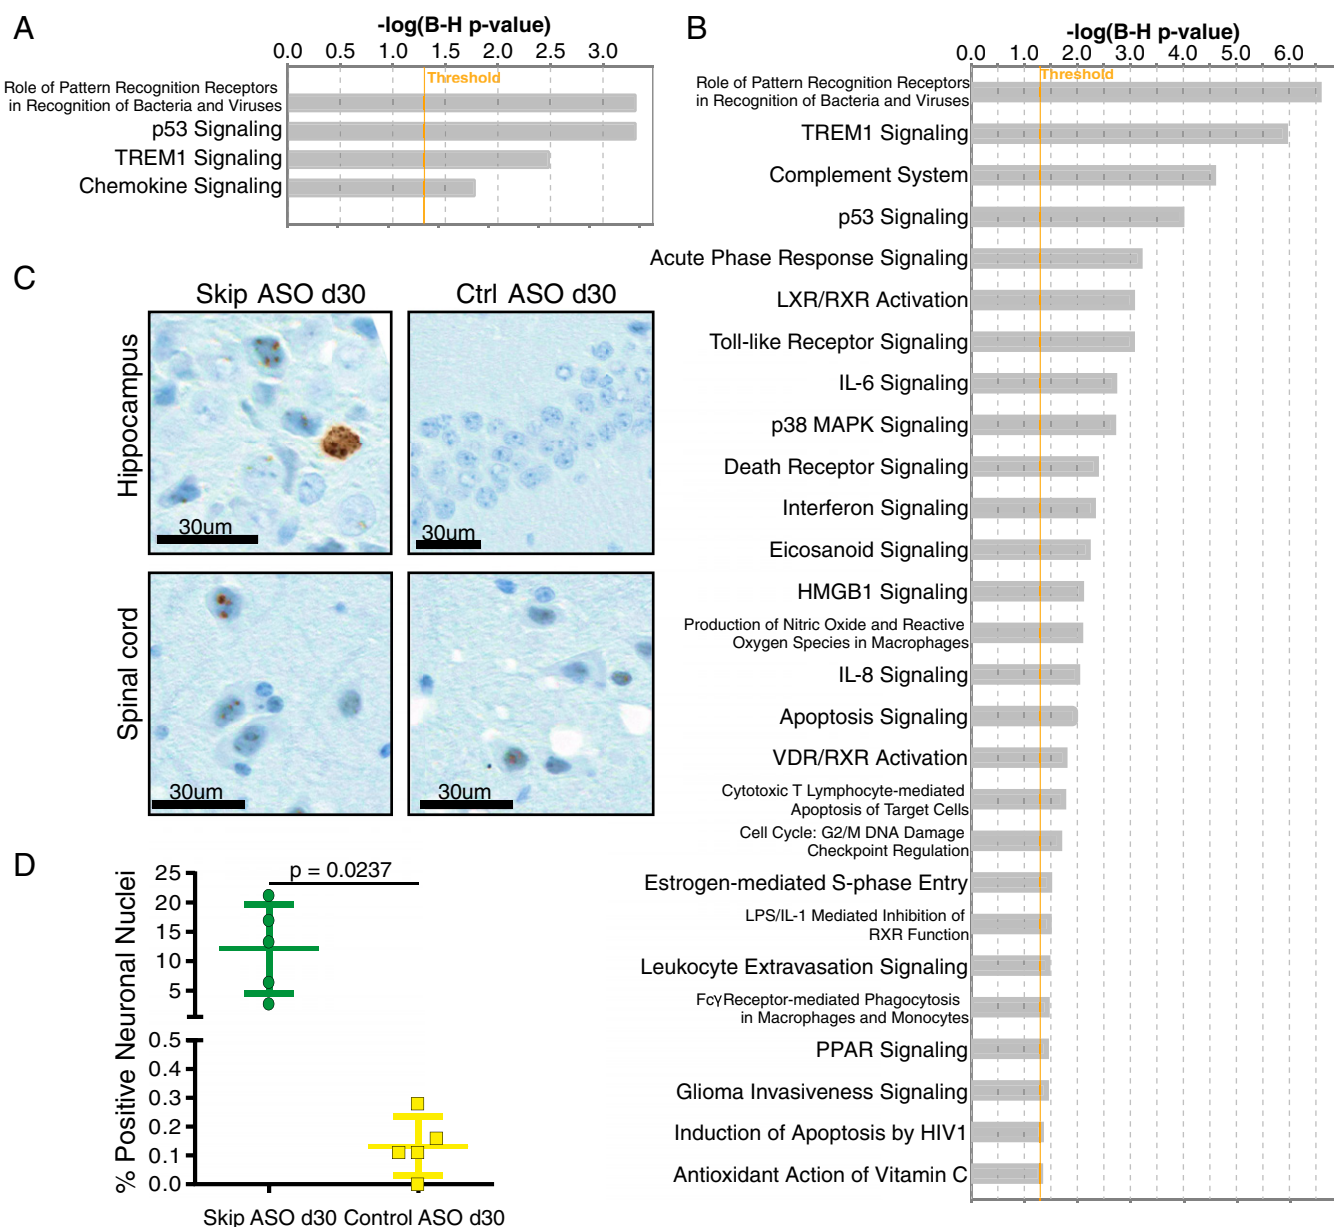 A
-log(B-H p-value)
0.0 0.5 1.0 1.5 2.0 2.5 3.0
Threshold
Role of Pattern Recognition Receptors
in Recognition of Bacteria and Viruses
p53 Signaling
TREM1 Signaling
Chemokine Signaling
B
-log(B-H p-value)
0.0 1.0 2.0 3.0 4.0 5.0 6.0
Threshold
Role of Pattern Recognition Receptors
in Recognition of Bacteria and Viruses
TREM1 Signaling
Complement System
p53 Signaling
Acute Phase Response Signaling
LXR/RXR Activation
Toll-like Receptor Signaling
IL-6 Signaling
p38 MAPK Signaling
Death Receptor Signaling
Interferon Signaling
Eicosanoid Signaling
HMGB1 Signaling
Production of Nitric Oxide and Reactive
Oxygen Species in Macrophages
IL-8 Signaling
Apoptosis Signaling
VDR/RXR Activation
Cytotoxic T Lymphocyte-mediated
Apoptosis of Target Cells
Cell Cycle: G2/M DNA Damage
Checkpoint Regulation
Estrogen-mediated S-phase Entry
LPS/IL-1 Mediated Inhibition of
RXR Function
Leukocyte Extravasation Signaling
FcγReceptor-mediated Phagocytosis
in Macrophages and Monocytes
PPAR Signaling
Glioma Invasiveness Signaling
Induction of Apoptosis by HIV1
Antioxidant Action of Vitamin C
C
Skip ASO d30 Ctrl ASO d30
Hippocampus
30um 30um
Spinal cord
30um 30um
D
% Positive Neuronal Nuclei
p = 0.0237
25
20
15
10
5
0.5
0.4
0.3
0.2
0.1
0.0
Skip ASO d30 Control ASO d30